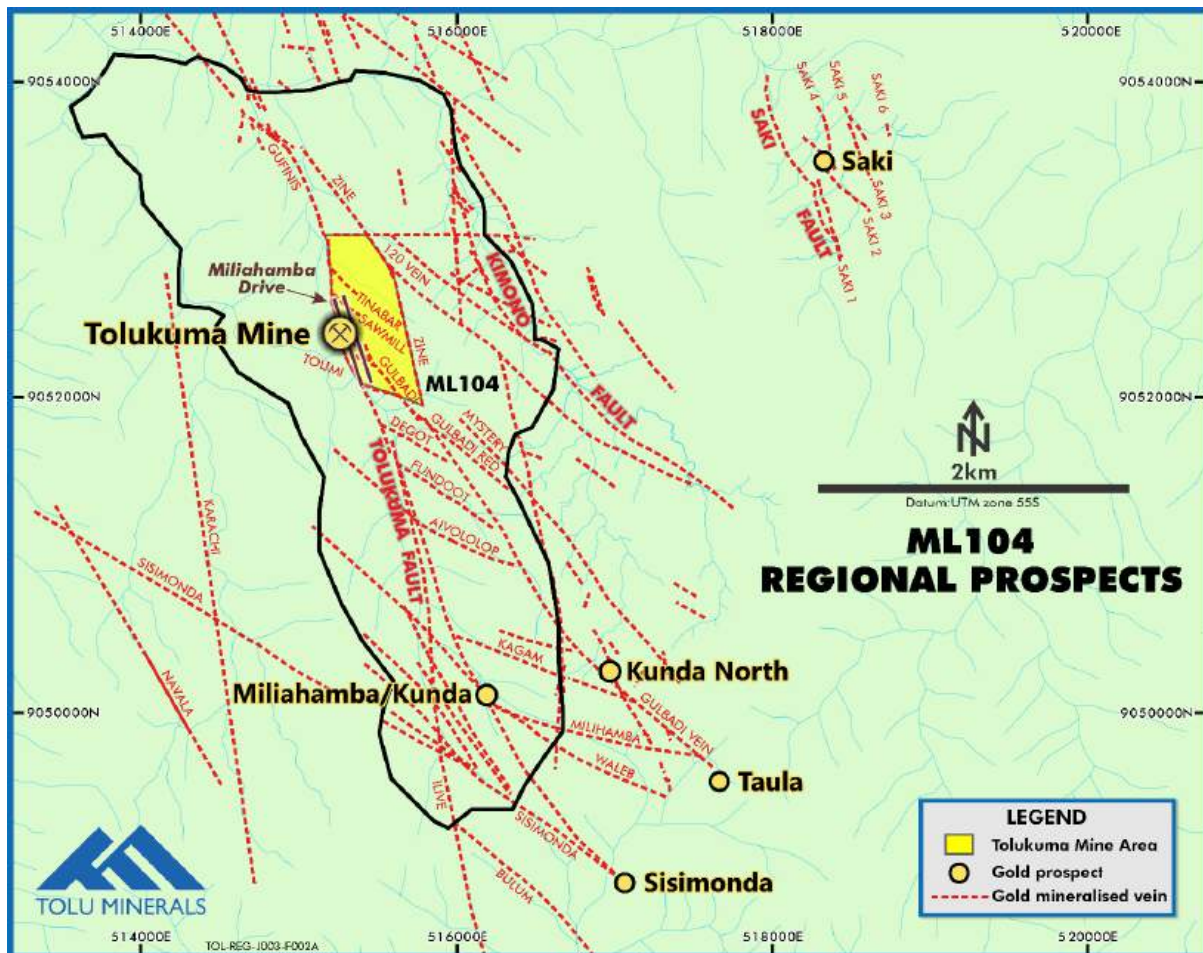 514000E
516000E
518000E
520000E
9054000N
9054000N
SAKI 4
SAKI 5
SAKI 6
SAKI
FAULT
Saki
SAKI 3
SAKI 2
SAKI 1
GUFINIS
ZINE
120 VEIN
KIMONO
FAULT
Miliahamba
Drive
TINABAR
SAWMILL
Tolukuma Mine
TOLIMI
GULBADI
ZINE
ML104
9052000N
9052000N
MYSTERY
GULBADI RED
DEGOT
FUNDOOT
TOLUKUMA FAULT
AIVOLOLOP
N
2km
Datum:UTM zone 55S
ML104
REGIONAL PROSPECTS
KARACHI
SISIMONDA
NAVALA
KAGAM
Kunda North
Miliahamba/Kunda
GULBADI VEIN
MILIHAMBA
WALEB
9050000N
9050000N
Taula
ILIVE
SISIMONDA
BULUM
Sisimonda
LEGEND
Tolukuma Mine Area
Gold prospect
Gold mineralised vein
TOLU MINERALS
TOL-REG-J003-F002A
514000E
516000E
518000E
520000E